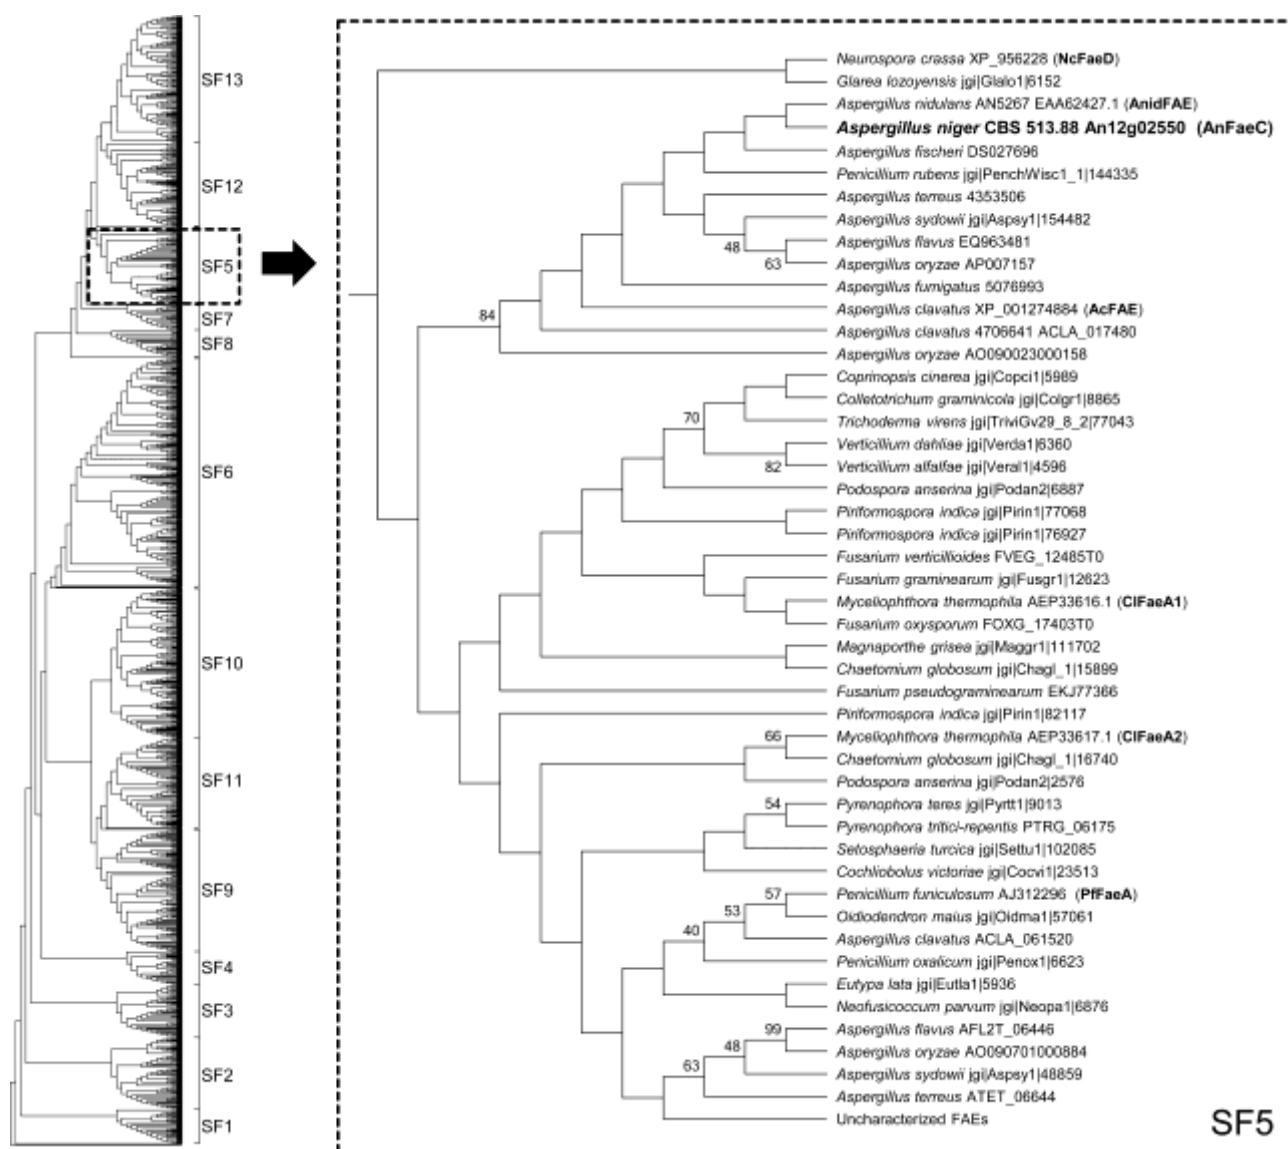 SF13
SF12
SF5
SF7
SF8
SF6
SF10
SF11
SF9
SF4
SF3
SF2
SF1
Neurospora crassa XP_956228 (NcFaeD)
Glarea lozoyensis jgi|Glalo1|6152
Aspergillus nidulans AN5267 EAA62427.1 (AnidFAE)
Aspergillus niger CBS 513.88 An12g02550 (AnFaeC)
Aspergillus fischeri DS027696
Penicillium rubens jgi|PenchWisc1_1|144335
Aspergillus terreus 4353506
Aspergillus sydowii jgi|Aspsy1|154482
48
Aspergillus flavus EQ963481
63
Aspergillus oryzae AP007157
Aspergillus fumigatus 5076993
Aspergillus clavatus XP_001274884 (AcFAE)
84
Aspergillus clavatus 4706641 ACLA_017480
Aspergillus oryzae AO090023000158
Coprinopsis cinerea jgi|Copci1|5989
Colletotrichum graminicola jgi|Colgr1|8865
70
Trichoderma virens jgi|TriviGv29_8_2|77043
Verticillium dahliae jgi|Verda1|6360
82
Verticillium alfalfae jgi|Veral1|4596
Podospora anserina jgi|Podan2|6887
Piriformospora indica jgi|Pirin1|77068
Piriformospora indica jgi|Pirin1|76927
Fusarium verticillioides FVEG_12485T0
Fusarium graminearum jgi|Fusgr1|12623
Myceliophthora thermophila AEP33616.1 (ClFaeA1)
Fusarium oxysporum FOXG_17403T0
Magnaporthe grisea jgi|Maggr1|111702
Chaetomium globosum jgi|Chagl_1|15899
Fusarium pseudograminearum EKJ77366
Piriformospora indica jgi|Pirin1|82117
66
Myceliophthora thermophila AEP33617.1 (ClFaeA2)
Chaetomium globosum jgi|Chagl_1|16740
Podospora anserina jgi|Podan2|2576
54
Pyrenophora teres jgi|Pyrtt1|9013
Pyrenophora tritici-repentis PTRG_06175
Setosphaeria turcica jgi|Settu1|102085
Cochliobolus victoriae jgi|Cocvi1|23513
57
Penicillium funiculosum AJ312296 (PfFaeA)
53
Oidiodendron maius jgi|Oidma1|57061
40
Aspergillus clavatus ACLA_061520
Penicillium oxalicum jgi|Penox1|6623
Eutypa lata jgi|Eutla1|5936
Neofusicoccum parvum jgi|Neopa1|6876
99
Aspergillus flavus AFL2T_06446
48
Aspergillus oryzae AO090701000884
63
Aspergillus sydowii jgi|Aspsy1|48859
Aspergillus terreus ATET_06644
Uncharacterized FAEs
SF5